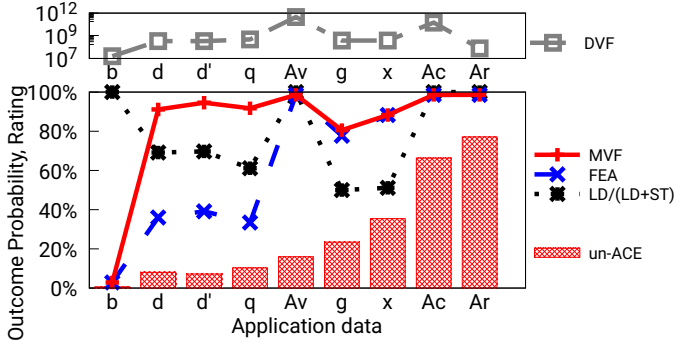 10^12
10^9
10^7
DVF
b d d' q Av g x Ac Ar
Outcome Probability, Rating
100%
80%
60%
40%
20%
0%
MVF
FEA
LD/(LD+ST)
un-ACE
b d d' q Av g x Ac Ar
Application data